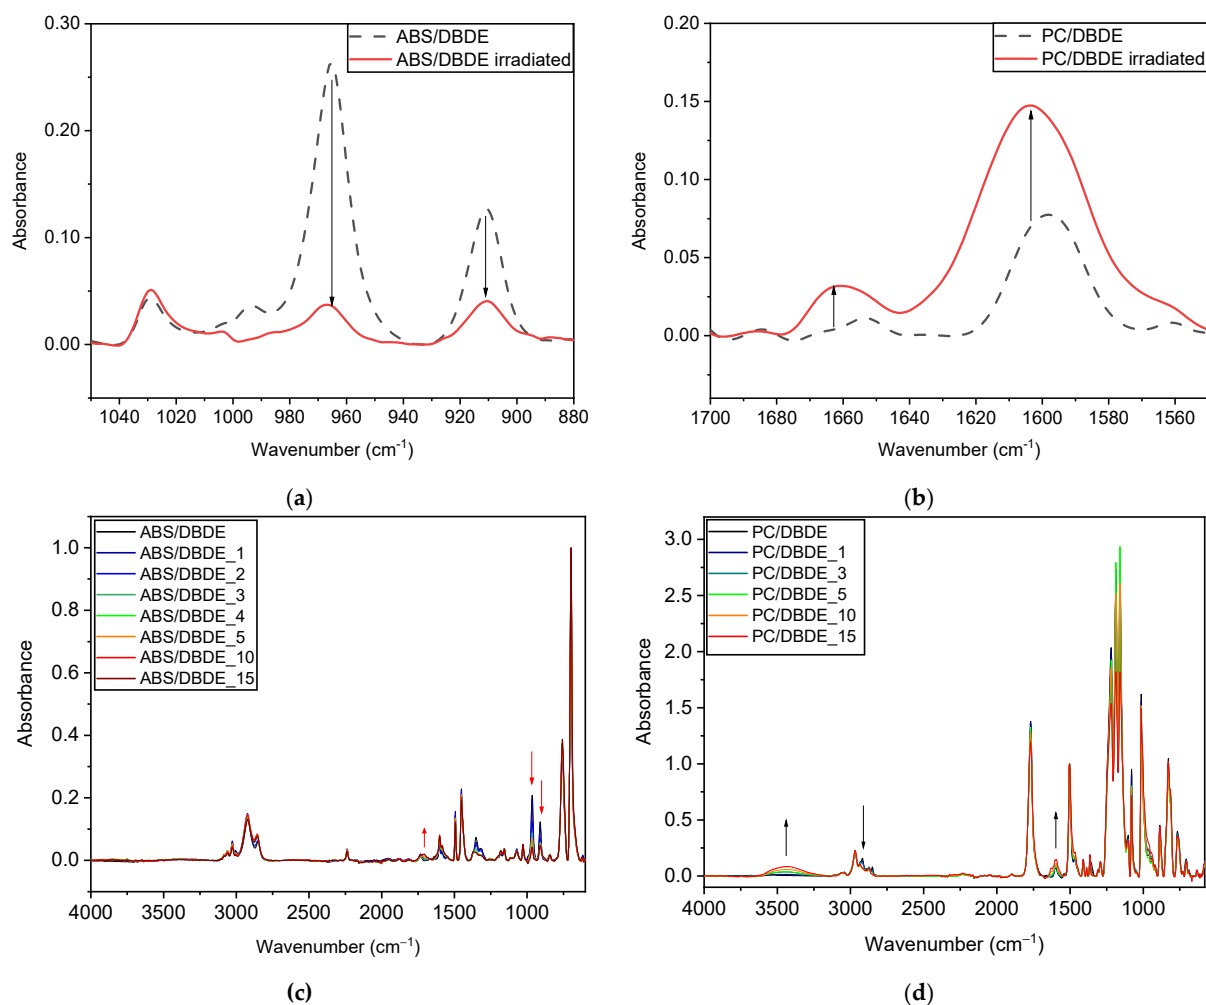 0.30
0.20
0.10
0.00
Absorbance
ABS/DBDE
ABS/DBDE irradiated
1040 1020 1000 980 960 940 920 900 880
Wavenumber (cm-1)
(a)
0.20
0.15
0.10
0.05
0.00
Absorbance
PC/DBDE
PC/DBDE irradiated
1700 1680 1660 1640 1620 1600 1580 1560
Wavenumber (cm-1)
(b)
1.0
0.8
0.6
0.4
0.2
0.0
Absorbance
ABS/DBDE
ABS/DBDE_1
ABS/DBDE_2
ABS/DBDE_3
ABS/DBDE_4
ABS/DBDE_5
ABS/DBDE_10
ABS/DBDE_15
4000 3500 3000 2500 2000 1500 1000
Wavenumber (cm−1)
(c)
3.0
2.5
2.0
1.5
1.0
0.5
0.0
Absorbance
PC/DBDE
PC/DBDE_1
PC/DBDE_3
PC/DBDE_5
PC/DBDE_10
PC/DBDE_15
4000 3500 3000 2500 2000 1500 1000
Wavenumber (cm−1)
(d)